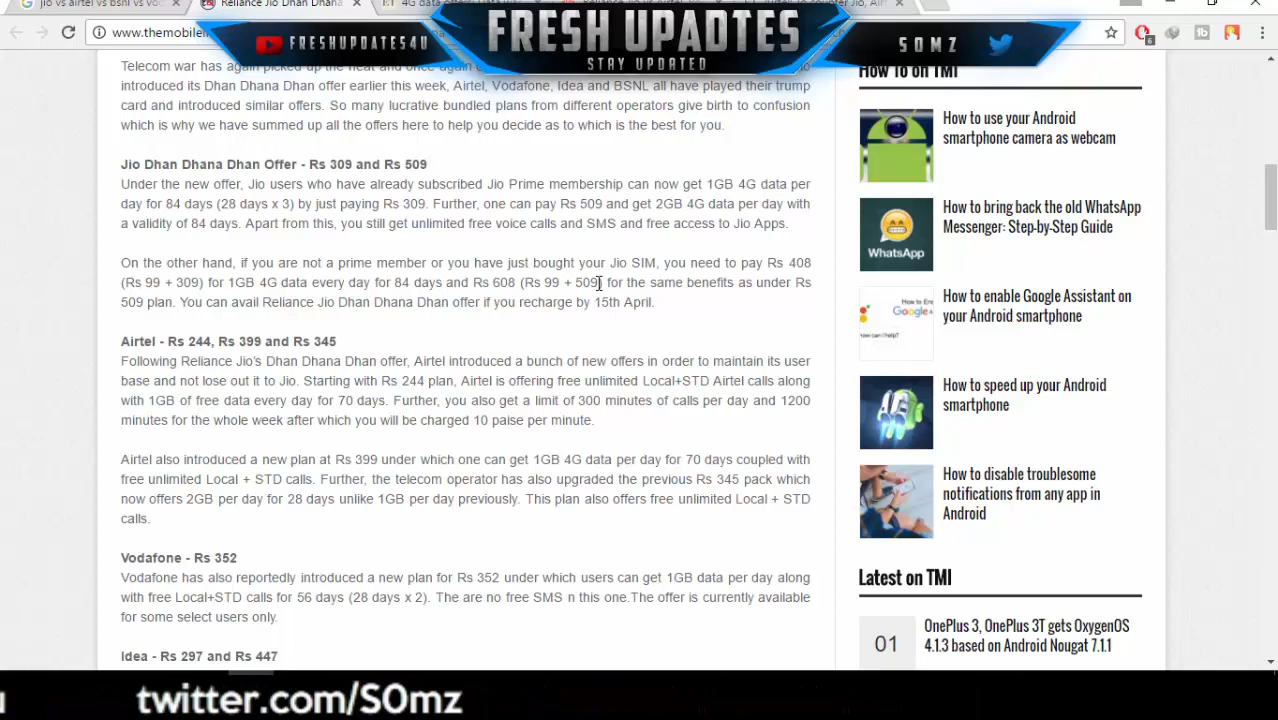 jio vs airtel vs bsnl vs voc
Reliance Jio Dhan Dhana
4G data offers: Data
www.themobilei
FRESHUPDATES4U
FRESH UPADTES
STAY UPDATED
S0MZ
6
Telecom war has again picked up the heat and once again
introduced its Dhan Dhana Dhan offer earlier this week, Airtel, Vodafone, Idea and BSNL all have played their trump
card and introduced similar offers. So many lucrative bundled plans from different operators give birth to confusion
which is why we have summed up all the offers here to help you decide as to which is the best for you.
Jio Dhan Dhana Dhan Offer - Rs 309 and Rs 509
Under the new offer, Jio users who have already subscribed Jio Prime membership can now get 1GB 4G data per
day for 84 days (28 days x 3) by just paying Rs 309. Further, one can pay Rs 509 and get 2GB 4G data per day with
a validity of 84 days. Apart from this, you still get unlimited free voice calls and SMS and free access to Jio Apps.
On the other hand, if you are not a prime member or you have just bought your Jio SIM, you need to pay Rs 408
(Rs 99 + 309) for 1GB 4G data every day for 84 days and Rs 608 (Rs 99 + 509) for the same benefits as under Rs
509 plan. You can avail Reliance Jio Dhan Dhana Dhan offer if you recharge by 15th April.
Airtel - Rs 244, Rs 399 and Rs 345
Following Reliance Jio's Dhan Dhana Dhan offer, Airtel introduced a bunch of new offers in order to maintain its user
base and not lose out it to Jio. Starting with Rs 244 plan, Airtel is offering free unlimited Local+STD Airtel calls along
with 1GB of free data every day for 70 days. Further, you also get a limit of 300 minutes of calls per day and 1200
minutes for the whole week after which you will be charged 10 paise per minute.
Airtel also introduced a new plan at Rs 399 under which one can get 1GB 4G data per day for 70 days coupled with
free unlimited Local + STD calls. Further, the telecom operator has also upgraded the previous Rs 345 pack which
now offers 2GB per day for 28 days unlike 1GB per day previously. This plan also offers free unlimited Local + STD
calls.
Vodafone - Rs 352
Vodafone has also reportedly introduced a new plan for Rs 352 under which users can get 1GB data per day along
with free Local+STD calls for 56 days (28 days x 2). The are no free SMS n this one.The offer is currently available
for some select users only.
Idea - Rs 297 and Rs 447
How To on TMI
How to use your Android
smartphone camera as webcam
WhatsApp
How to bring back the old WhatsApp
Messenger: Step-by-Step Guide
how can I help?
How to enable Google Assistant on
your Android smartphone
How to speed up your Android
smartphone
How to disable troublesome
notifications from any app in
Android
Latest on TMI
01
OnePlus 3, OnePlus 3T gets OxygenOS
4.1.3 based on Android Nougat 7.1.1
twitter.com/S0mz